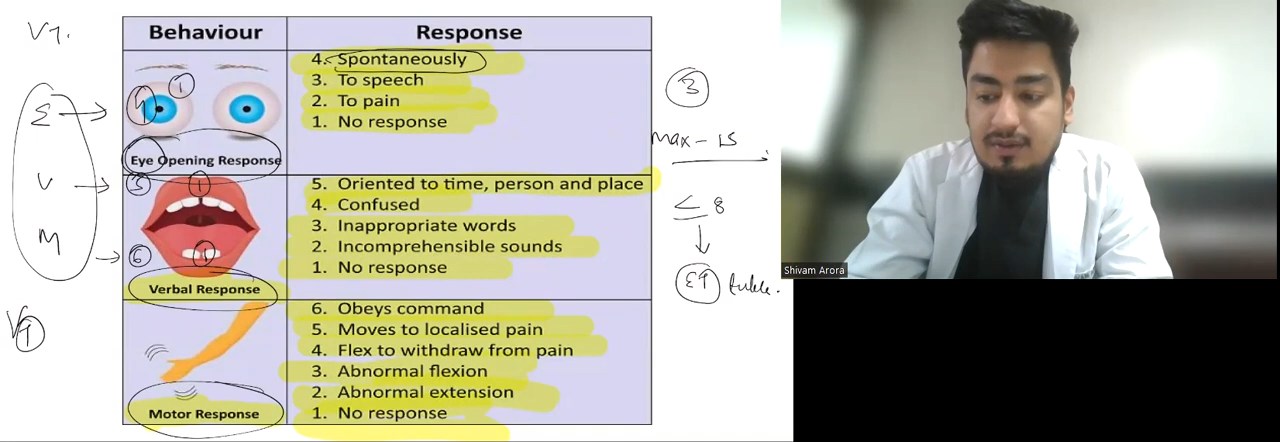 VT.
E
V
M
VT
Behaviour
Response
4
1
Eye Opening Response
4. Spontaneously
3. To speech
2. To pain
1. No response
5
1
6
1
Verbal Response
5. Oriented to time, person and place
4. Confused
3. Inappropriate words
2. Incomprehensible sounds
1. No response
Motor Response
6. Obeys command
5. Moves to localised pain
4. Flex to withdraw from pain
3. Abnormal flexion
2. Abnormal extension
1. No response
3
Max - 15
≤ 8
ET tube.
Shivam Arora